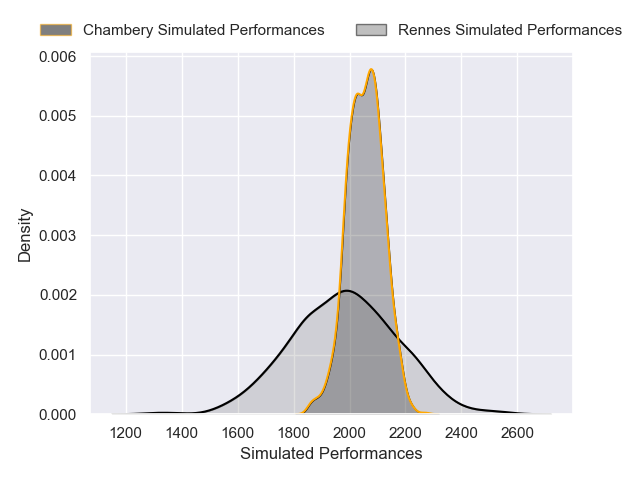 Chambery Simulated Performances
Rennes Simulated Performances
0.006
0.005
0.004
0.003
0.002
0.001
0.000
Density
1200 1400 1600 1800 2000 2200 2400 2600
Simulated Performances